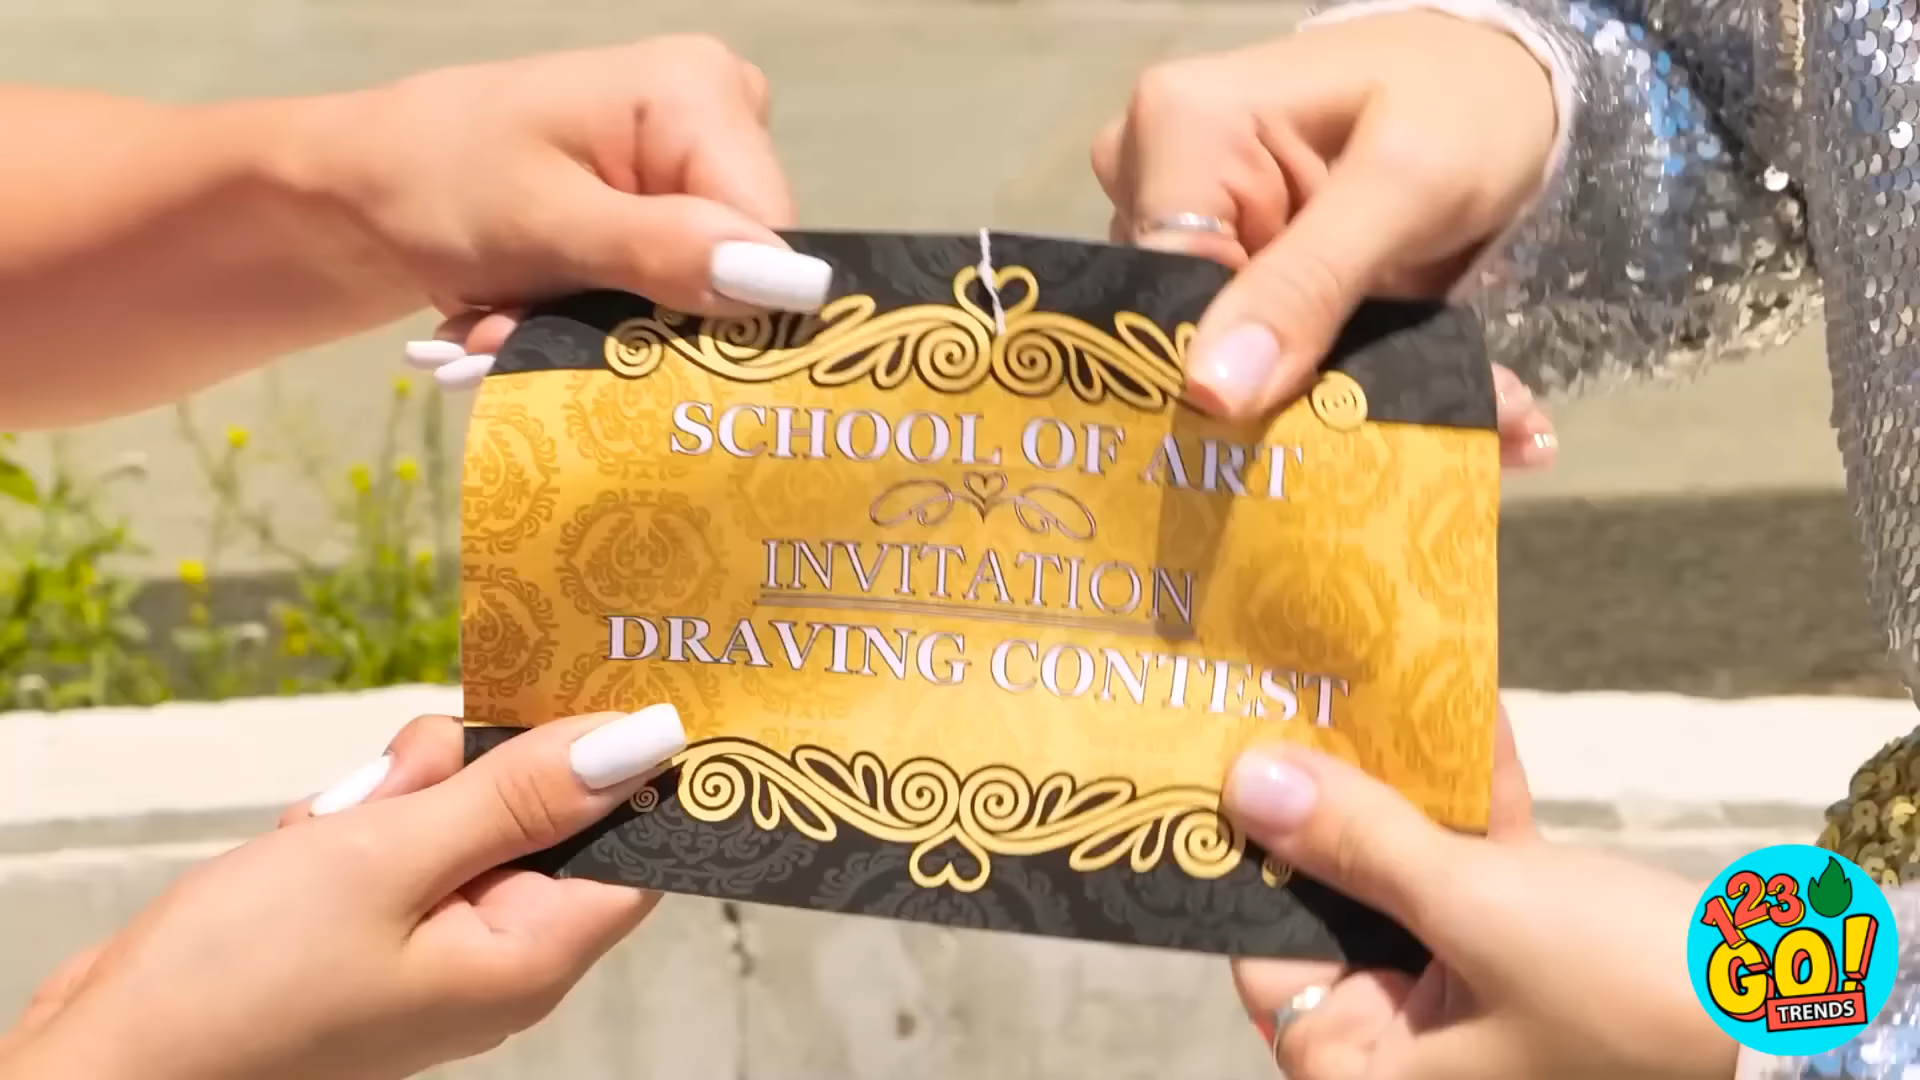 SCHOOL OF ART
INVITATION
DRAVING CONTEST
123
GO!
TRENDS